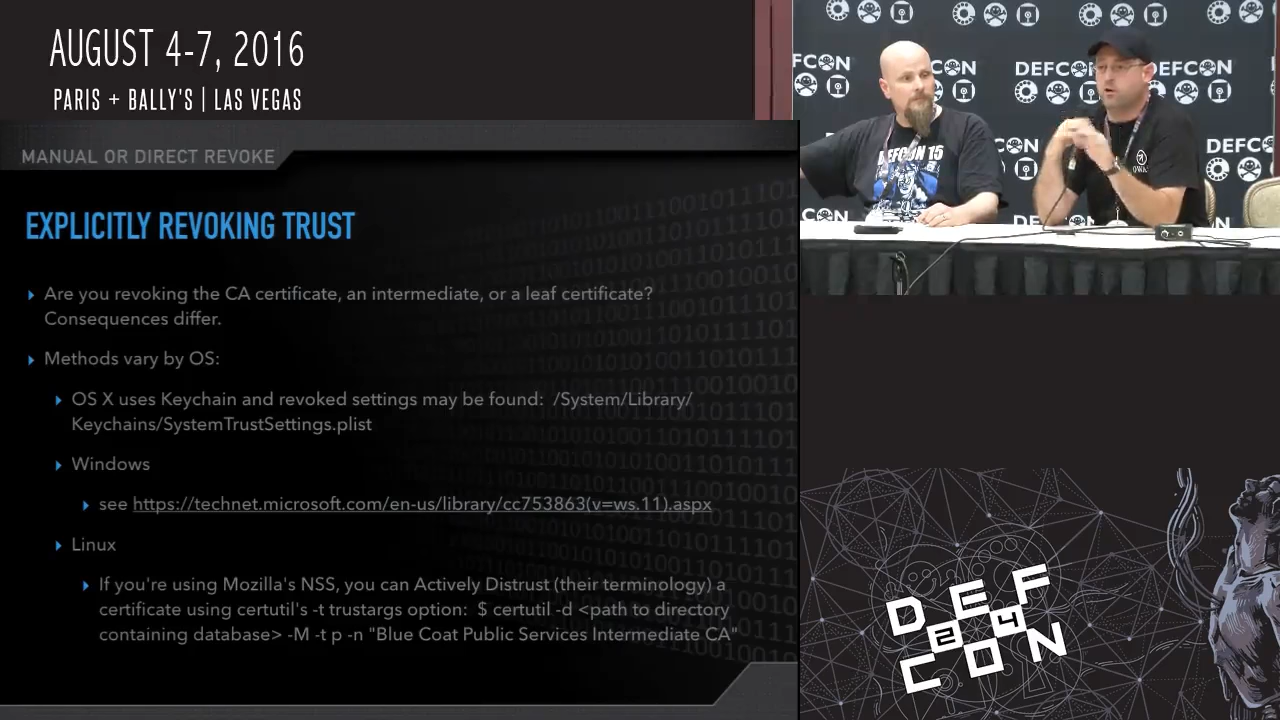 AUGUST 4-7, 2016
PARIS + BALLY'S | LAS VEGAS
MANUAL OR DIRECT REVOKE
EXPLICITLY REVOKING TRUST
Are you revoking the CA certificate, an intermediate, or a leaf certificate?
Consequences differ.
Methods vary by OS:
OS X uses Keychain and revoked settings may be found: /System/Library/
Keychains/SystemTrustSettings.plist
Windows
see https://technet.microsoft.com/en-us/library/cc753863(v=ws.11).aspx
Linux
If you're using Mozilla's NSS, you can Actively Distrust (their terminology) a
certificate using certutil's -t trustargs option: $ certutil -d <path to directory
containing database> -M -t p -n "Blue Coat Public Services Intermediate CA"
DEFCON
DEFCON
DEFCON 15
DEF
24
CON